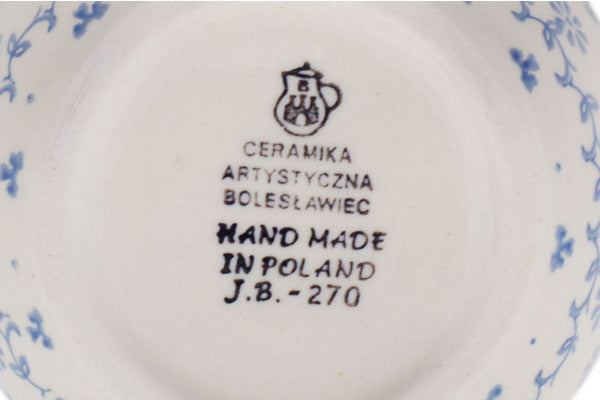 B
CERAMIKA
ARTYSTYCZNA
BOLESŁAWIEC
HAND MADE
IN POLAND
J.B.-270